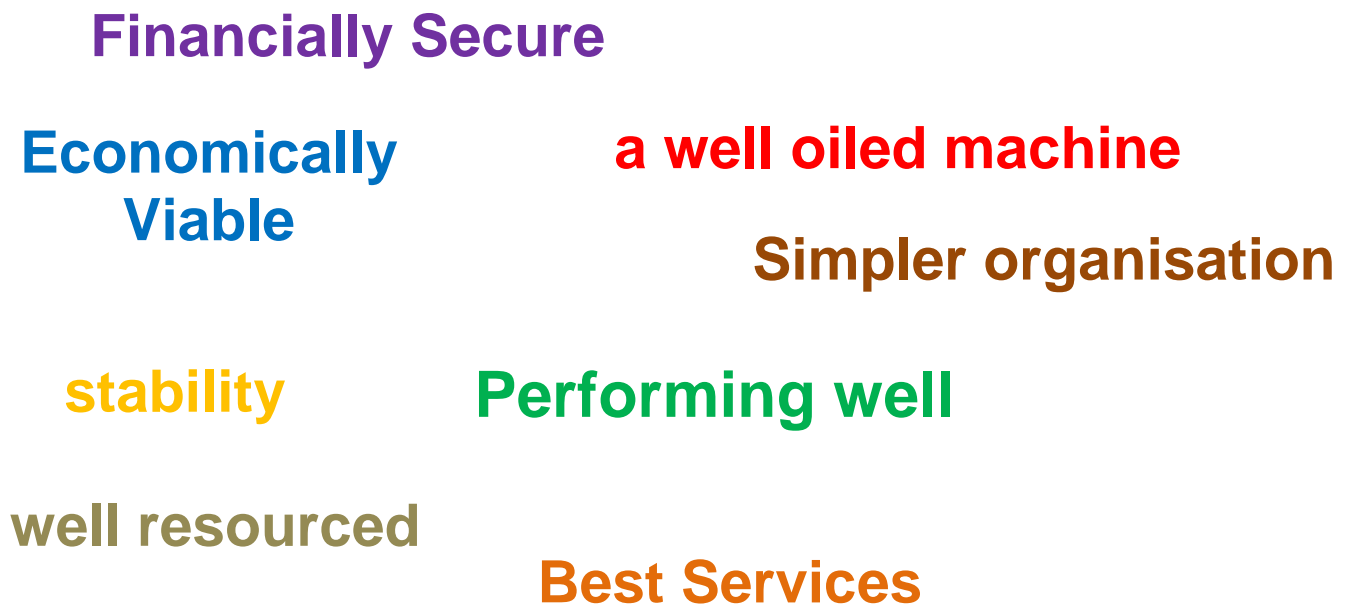 Financially Secure
Economically
Viable
a well oiled machine
Simpler organisation
stability
Performing well
well resourced
Best Services